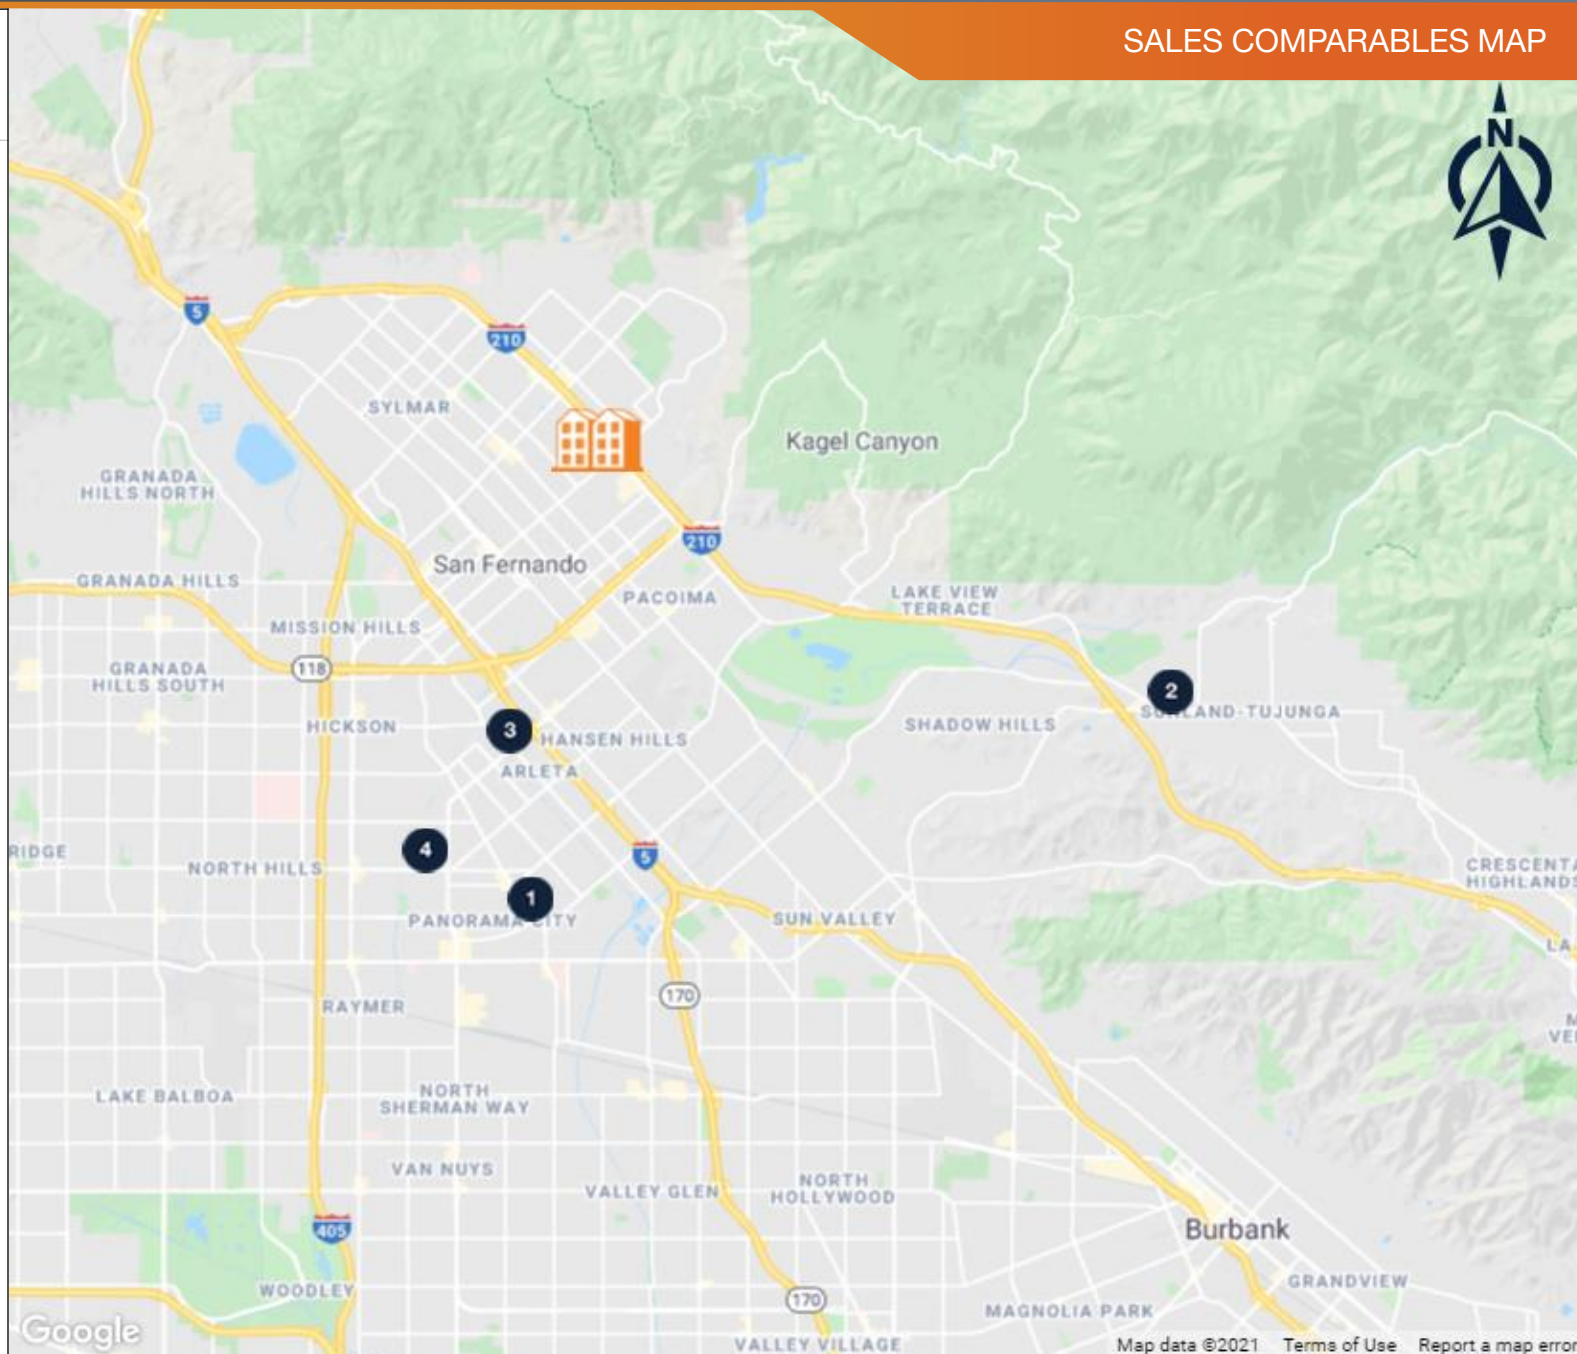 SALES COMPARABLES MAP
N
5
210
SYLMAR
Kagel Canyon
GRANADA
HILLS NORTH
210
San Fernando
GRANADA HILLS
PACOIMA
LAKE VIEW
TERRACE
MISSION HILLS
118
GRANADA
HILLS SOUTH
2
SUNLAND-TUJUNGA
HICKSON
3
HANSEN HILLS
SHADOW HILLS
ARLETA
4
5
RIDGE
NORTH HILLS
CRESCENTA
HIGHLANDS
1
PANORAMA CITY
SUN VALLEY
LA
170
RAYMER
M
VE
LAKE BALBOA
NORTH
SHERMAN WAY
VAN NUYS
VALLEY GLEN
NORTH
HOLLYWOOD
405
Burbank
WOODLEY
GRANDVIEW
170
MAGNOLIA PARK
Google
VALLEY VILLAGE
Map data ©2021 Terms of Use Report a map error